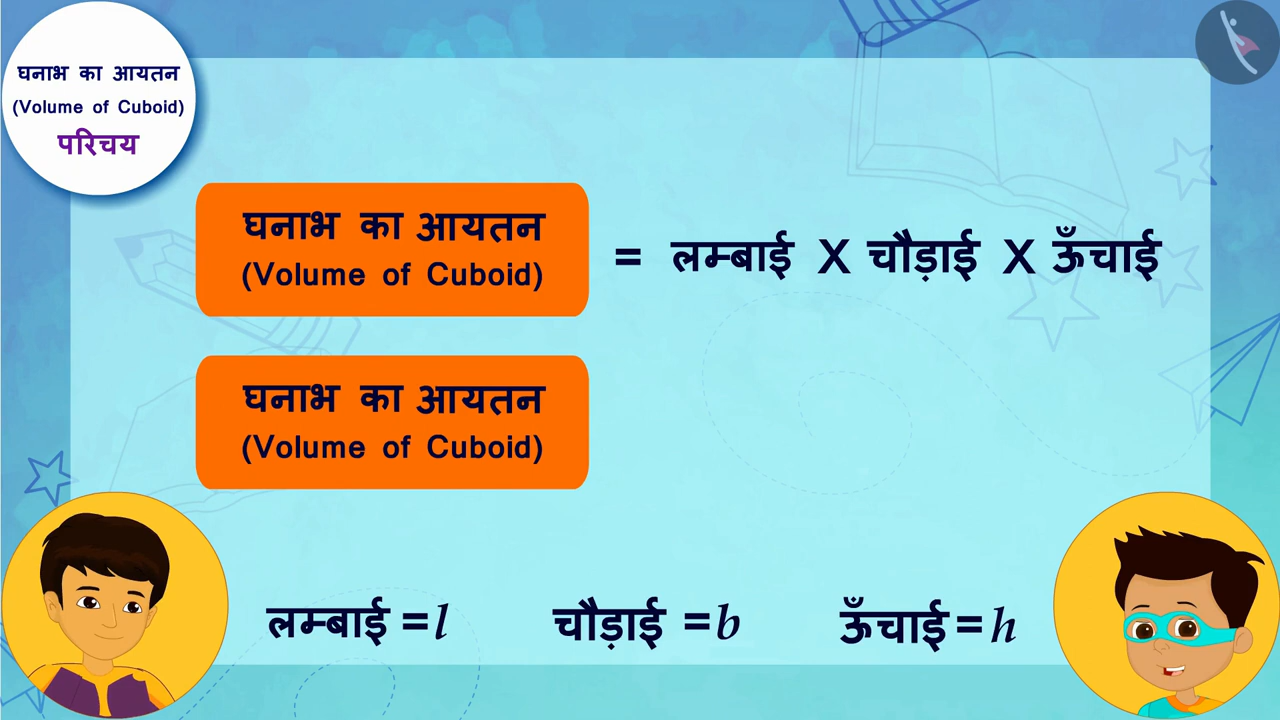 घनाभ का आयतन
(Volume of Cuboid)
परिचय
घनाभ का आयतन
(Volume of Cuboid)
= लम्बाई X चौड़ाई X ऊँचाई
घनाभ का आयतन
(Volume of Cuboid)
लम्बाई =l चौड़ाई =b ऊँचाई=h